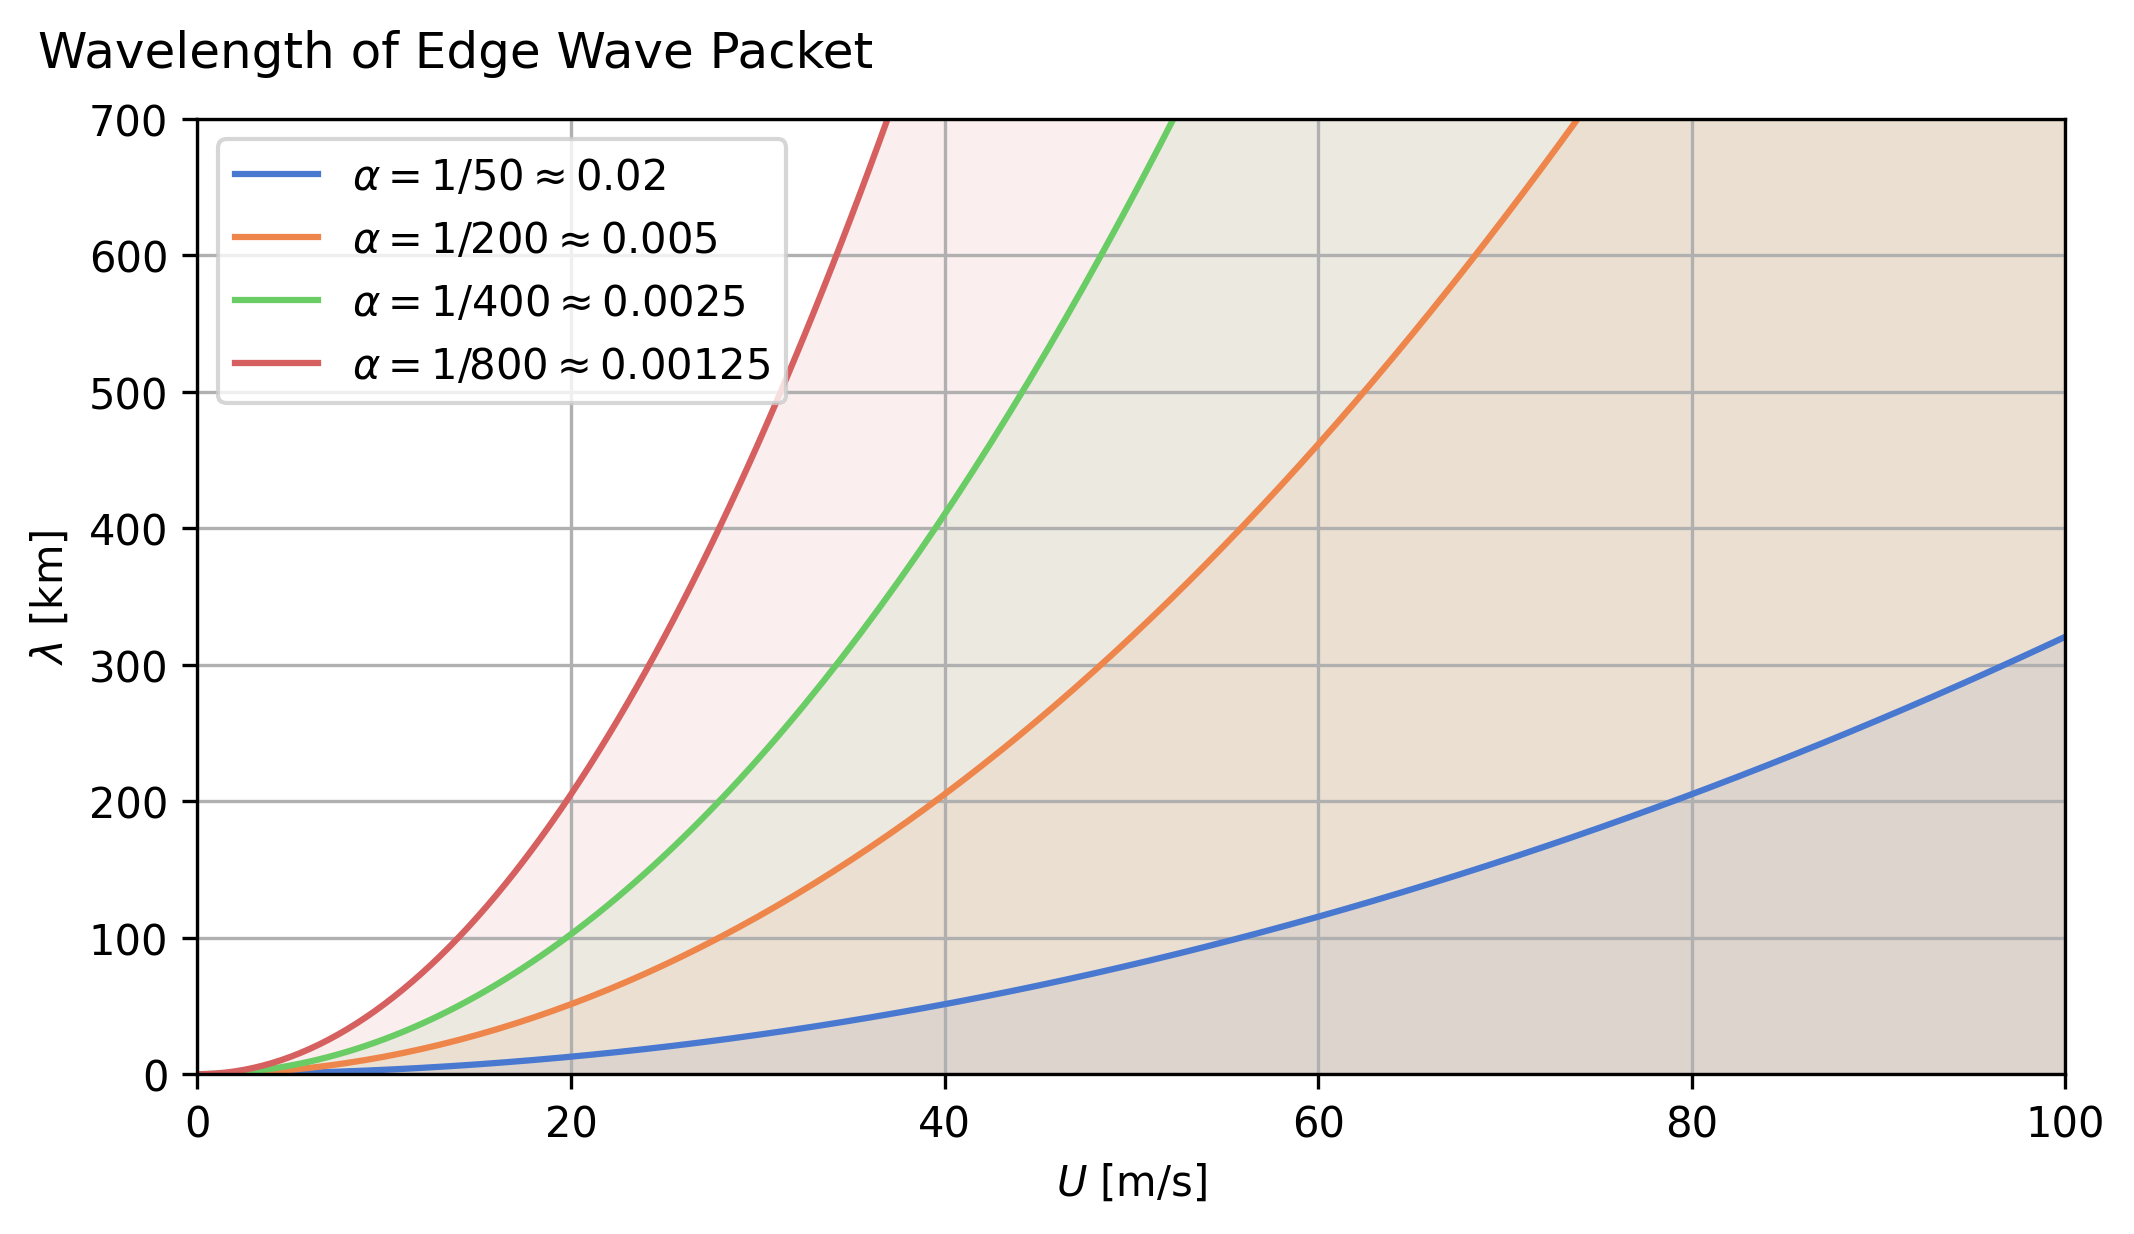 Wavelength of Edge Wave Packet
700
600
500
400
300
200
100
0
λ [km]
α = 1/50 ≈ 0.02
α = 1/200 ≈ 0.005
α = 1/400 ≈ 0.0025
α = 1/800 ≈ 0.00125
0 20 40 60 80 100
U [m/s]